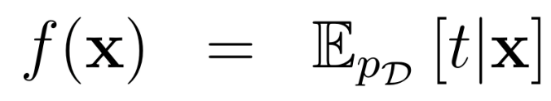 f(𝐱) = 𝔼_{p_𝒟} [t|𝐱]